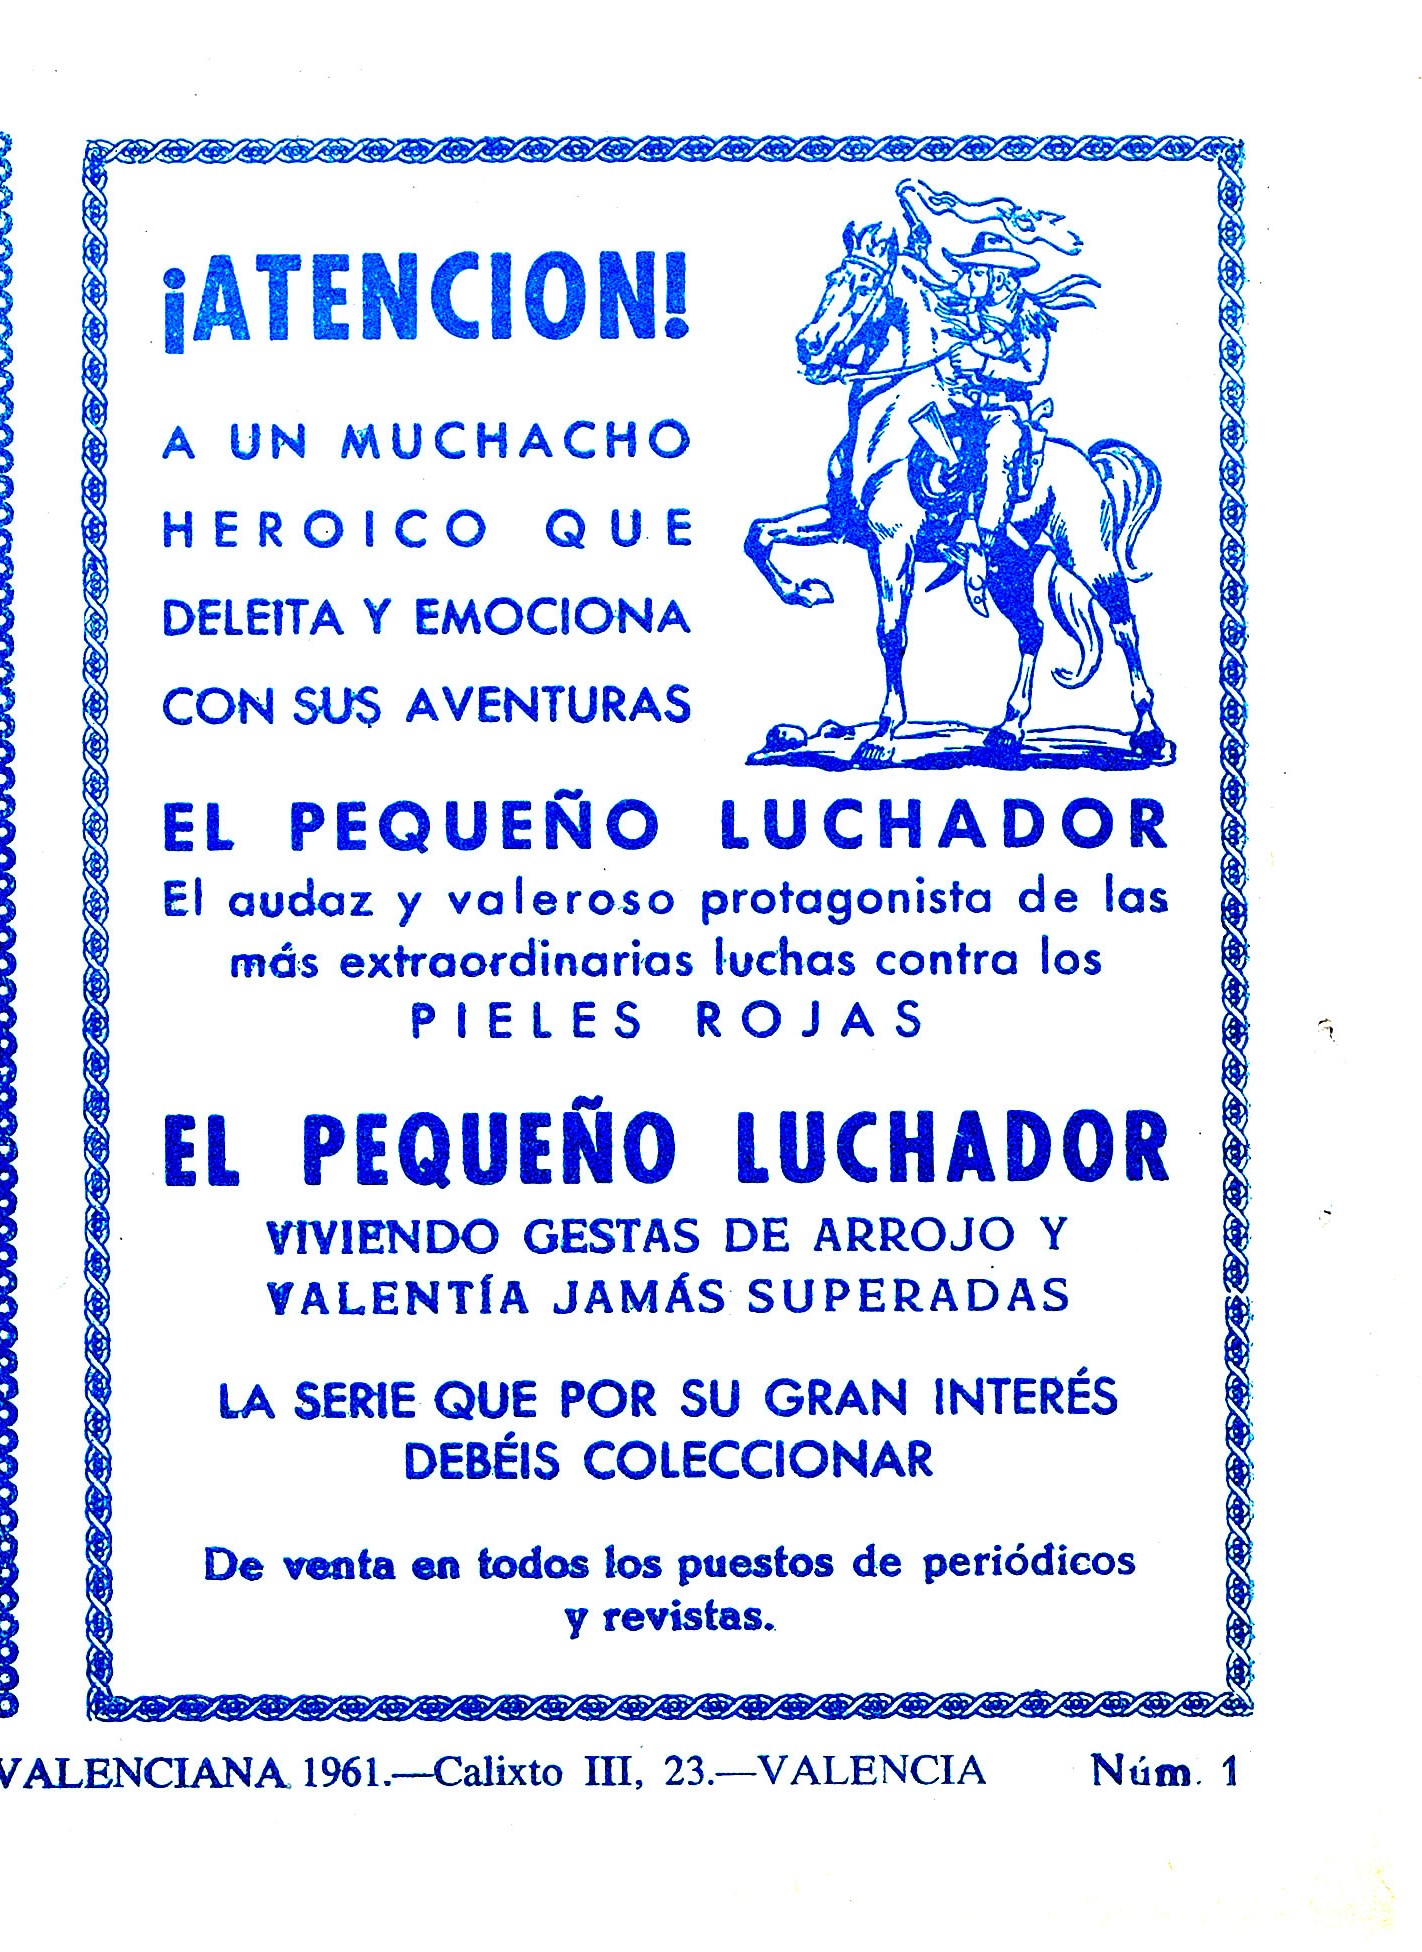 ¡ATENCION!
A UN MUCHACHO
HEROICO QUE
DELEITA Y EMOCIONA
CON SUS AVENTURAS
EL PEQUEÑO LUCHADOR
El audaz y valeroso protagonista de las
más extraordinarias luchas contra los
PIELES ROJAS
EL PEQUEÑO LUCHADOR
VIVIENDO GESTAS DE ARROJO Y
VALENTÍA JAMÁS SUPERADAS
LA SERIE QUE POR SU GRAN INTERÉS
DEBÉIS COLECCIONAR
De venta en todos los puestos de periódicos
y revistas.
VALENCIANA 1961.—Calixto III, 23.—VALENCIA Núm. 1